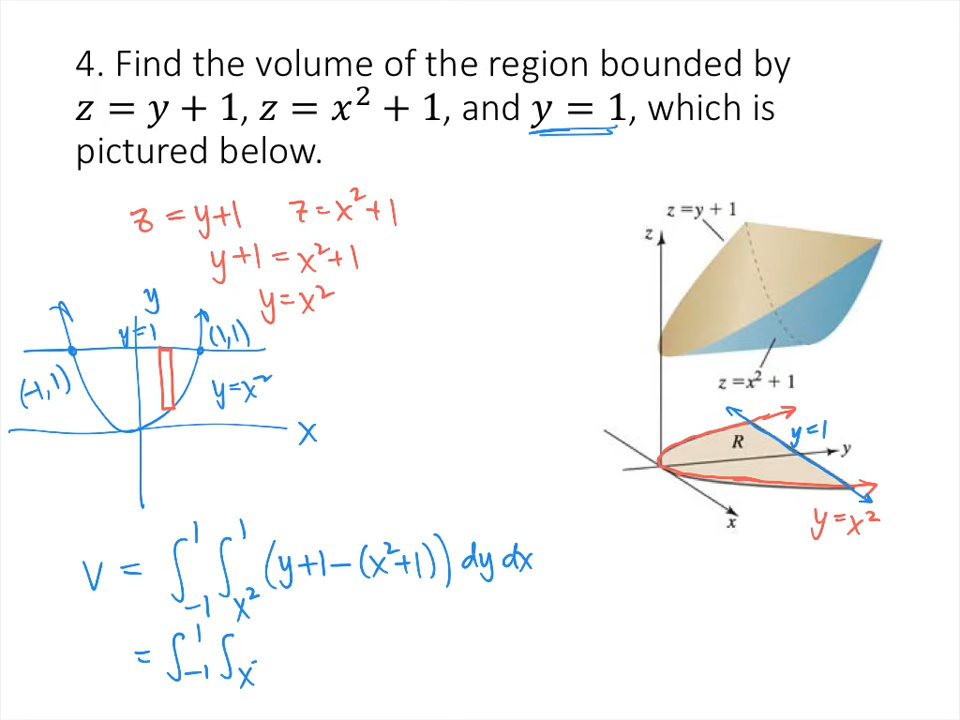 4. Find the volume of the region bounded by
z = y + 1, z = x² + 1, and y = 1, which is
pictured below.
z = y+1 z = x²+1
y+1 = x²+1
y = x²
y
y=1
(1,1)
(-1,1)
y=x²
x
z = y + 1
z
z = x² + 1
R
y=1
y
x
y=x²
V = ∫₋₁¹ ∫ₓ²¹ (y+1-(x²+1)) dy dx
= ∫₋₁¹ ∫ₓ